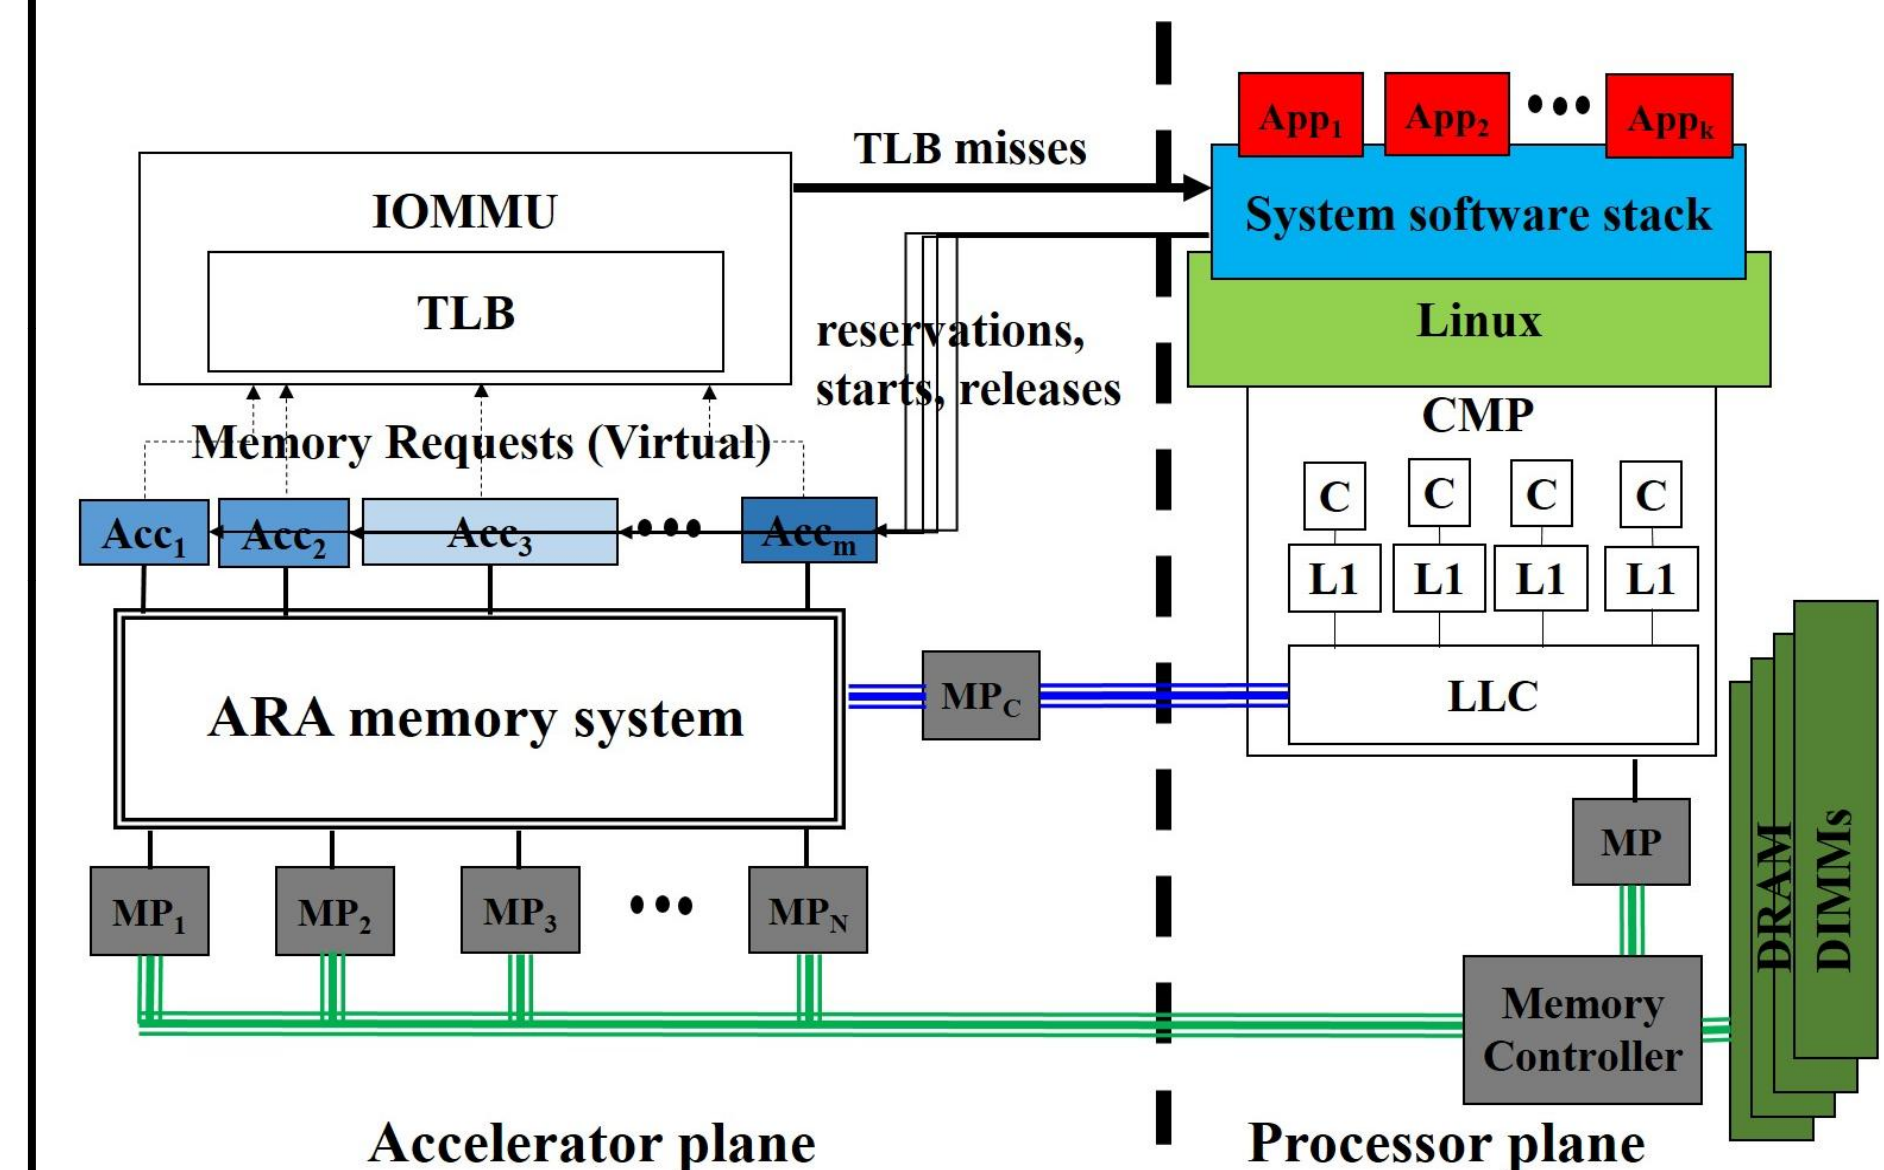 App1 App2 ••• Appk
TLB misses
IOMMU
System software stack
TLB
Linux
reservations,
starts, releases
CMP
Memory Requests (Virtual)
C C C C
Acc1 Acc2 Acc3 ••• Accm
L1 L1 L1 L1
ARA memory system
MPC
LLC
MP
DRAM
DIMMs
MP1 MP2 MP3 ••• MPN
Memory
Controller
Accelerator plane
Processor plane